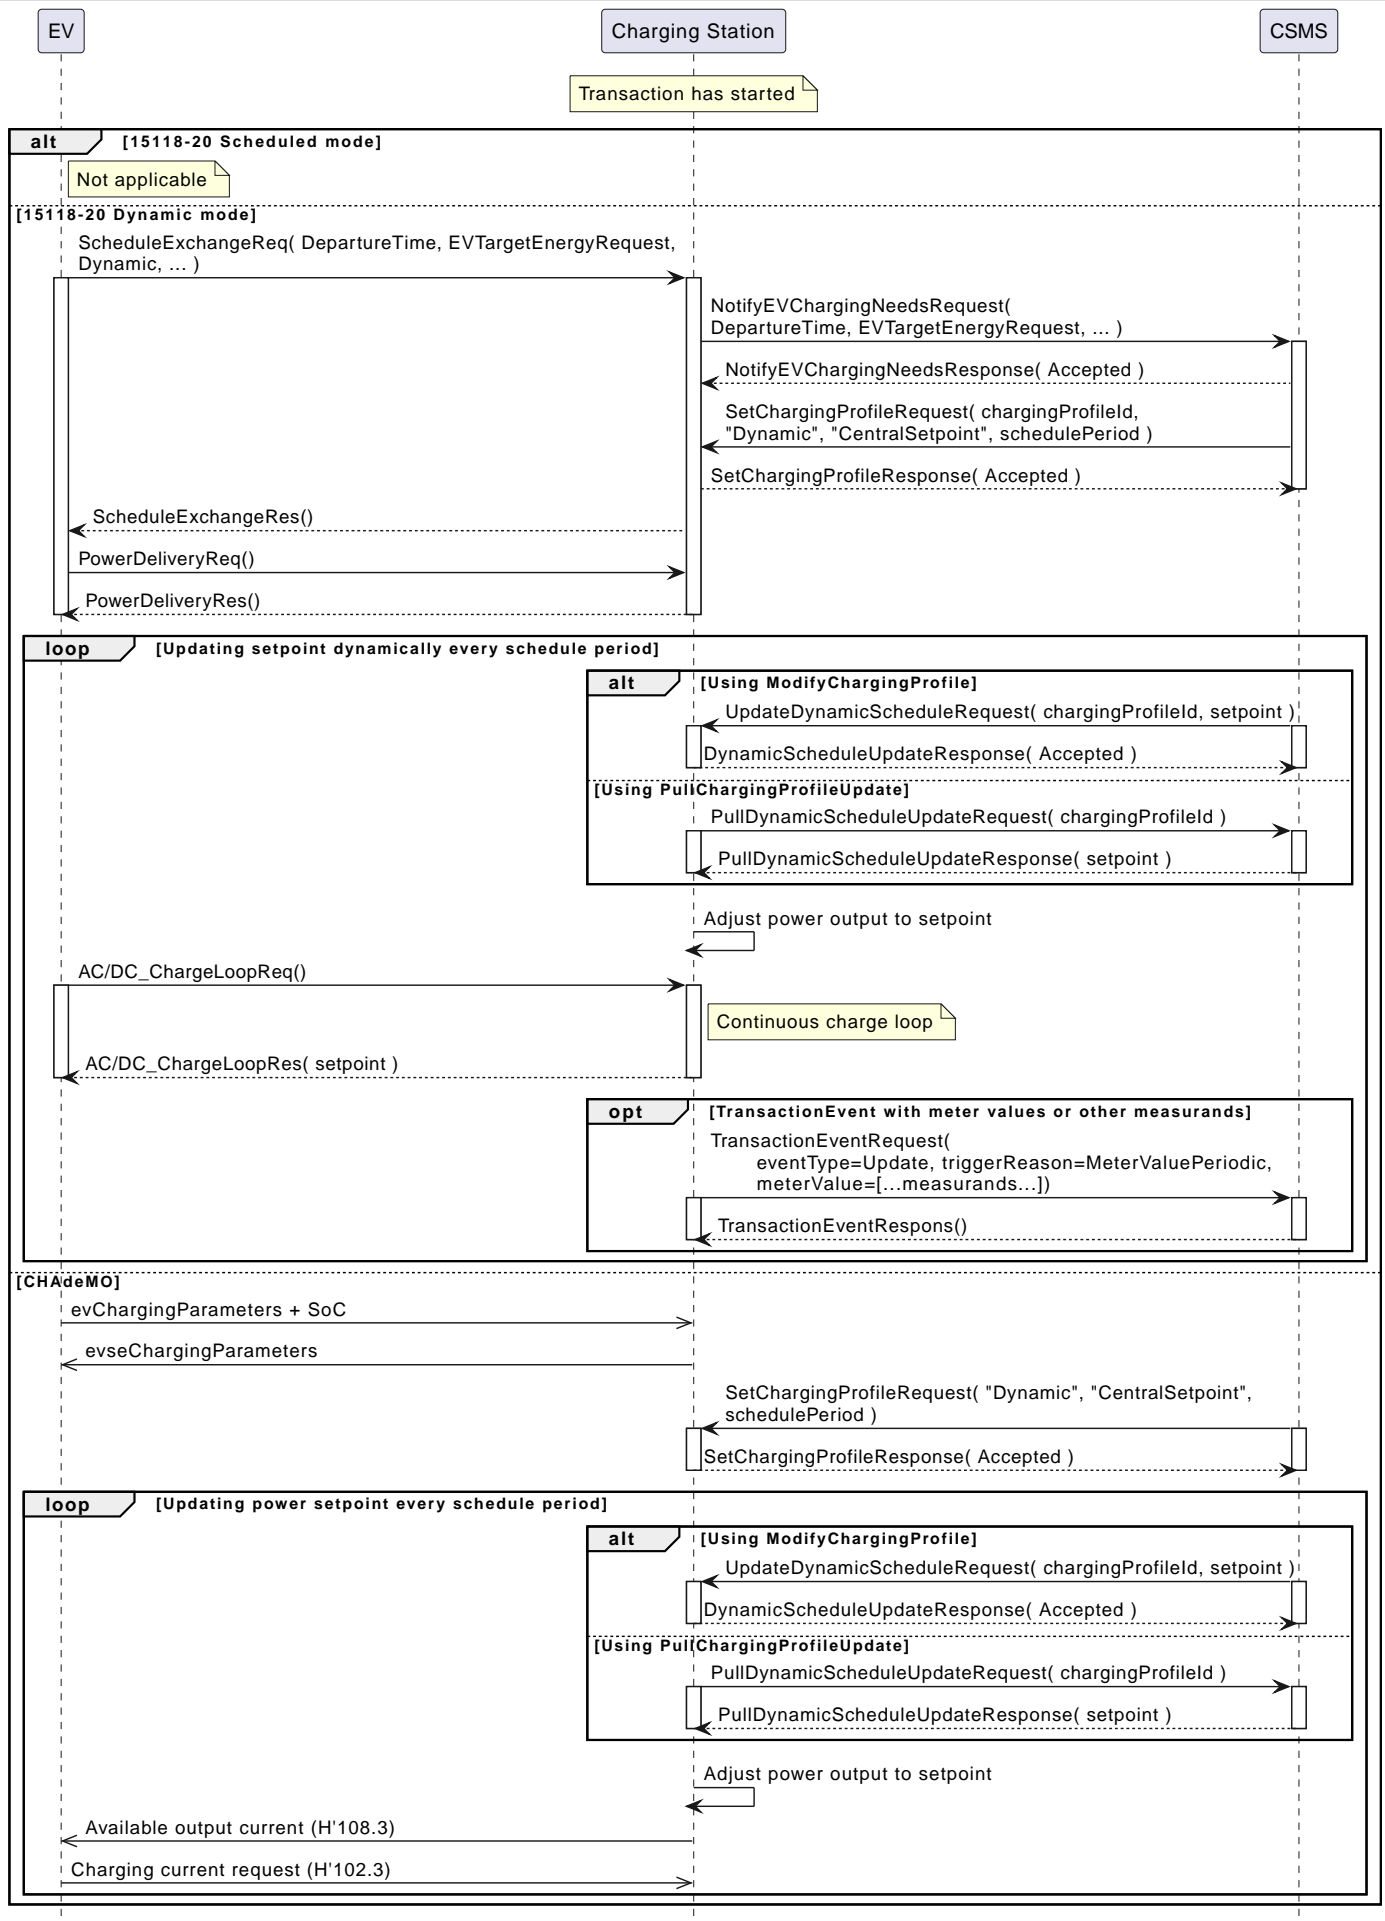 EV
Charging Station
CSMS
Transaction has started
alt
[15118-20 Scheduled mode]
Not applicable
[15118-20 Dynamic mode]
ScheduleExchangeReq( DepartureTime, EVTargetEnergyRequest,
Dynamic, ... )
NotifyEVChargingNeedsRequest(
DepartureTime, EVTargetEnergyRequest, ... )
NotifyEVChargingNeedsResponse( Accepted )
SetChargingProfileRequest( chargingProfileId,
"Dynamic", "CentralSetpoint", schedulePeriod )
SetChargingProfileResponse( Accepted )
ScheduleExchangeRes()
PowerDeliveryReq()
PowerDeliveryRes()
loop
[Updating setpoint dynamically every schedule period]
alt
[Using ModifyChargingProfile]
UpdateDynamicScheduleRequest( chargingProfileId, setpoint )
DynamicScheduleUpdateResponse( Accepted )
[Using PullChargingProfileUpdate]
PullDynamicScheduleUpdateRequest( chargingProfileId )
PullDynamicScheduleUpdateResponse( setpoint )
Adjust power output to setpoint
AC/DC_ChargeLoopReq()
Continuous charge loop
AC/DC_ChargeLoopRes( setpoint )
opt
[TransactionEvent with meter values or other measurands]
TransactionEventRequest(
eventType=Update, triggerReason=MeterValuePeriodic,
meterValue=[...measurands...])
TransactionEventRespons()
[CHAdeMO]
evChargingParameters + SoC
evseChargingParameters
SetChargingProfileRequest( "Dynamic", "CentralSetpoint",
schedulePeriod )
SetChargingProfileResponse( Accepted )
loop
[Updating power setpoint every schedule period]
alt
[Using ModifyChargingProfile]
UpdateDynamicScheduleRequest( chargingProfileId, setpoint )
DynamicScheduleUpdateResponse( Accepted )
[Using PullChargingProfileUpdate]
PullDynamicScheduleUpdateRequest( chargingProfileId )
PullDynamicScheduleUpdateResponse( setpoint )
Adjust power output to setpoint
Available output current (H'108.3)
Charging current request (H'102.3)